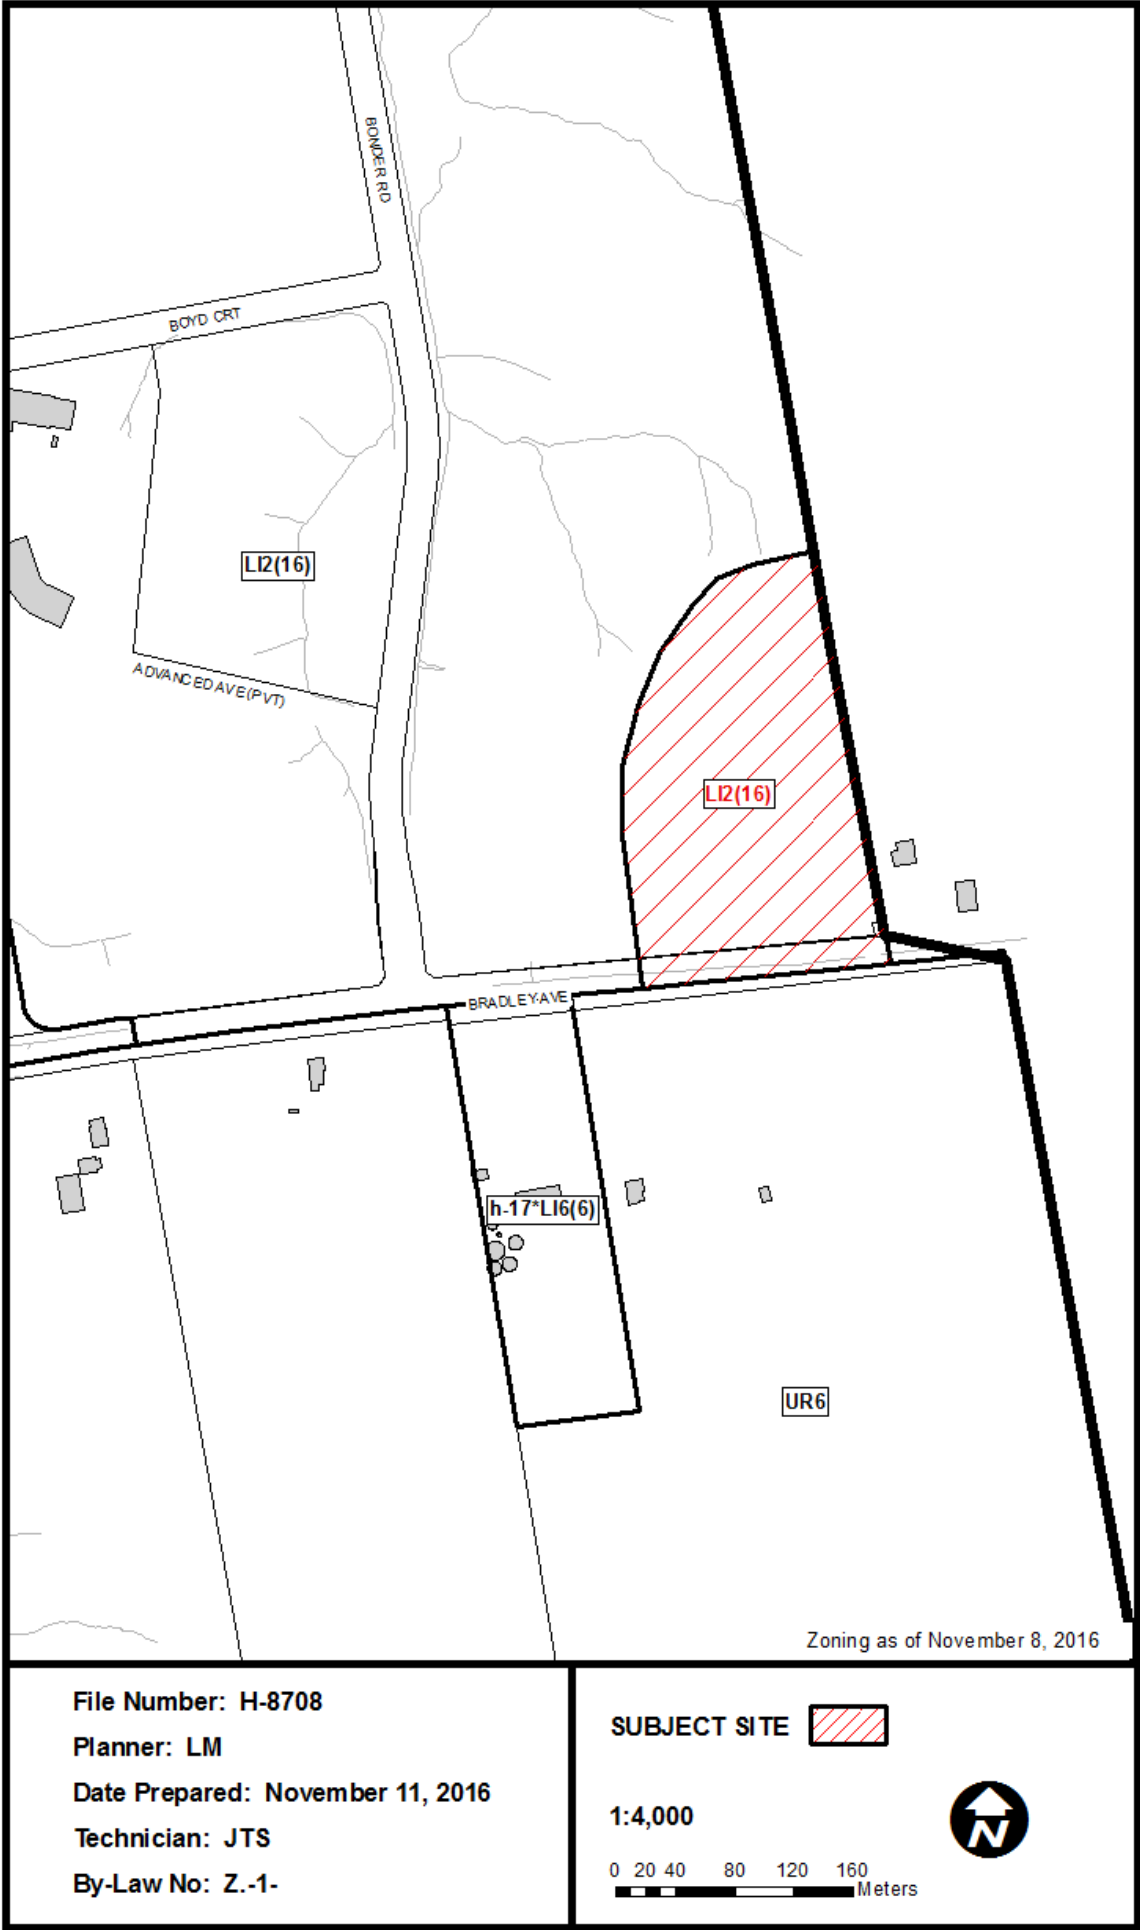 BONDER RD
BOYD CRT
LI2(16)
ADVANCED AVE (PVT)
LI2(16)
BRADLEY AVE
h-17*LI6(6)
UR6
Zoning as of November 8, 2016
File Number: H-8708
Planner: LM
Date Prepared: November 11, 2016
Technician: JTS
By-Law No: Z.-1-
SUBJECT SITE
1:4,000
N
0 20 40 80 120 160
Meters